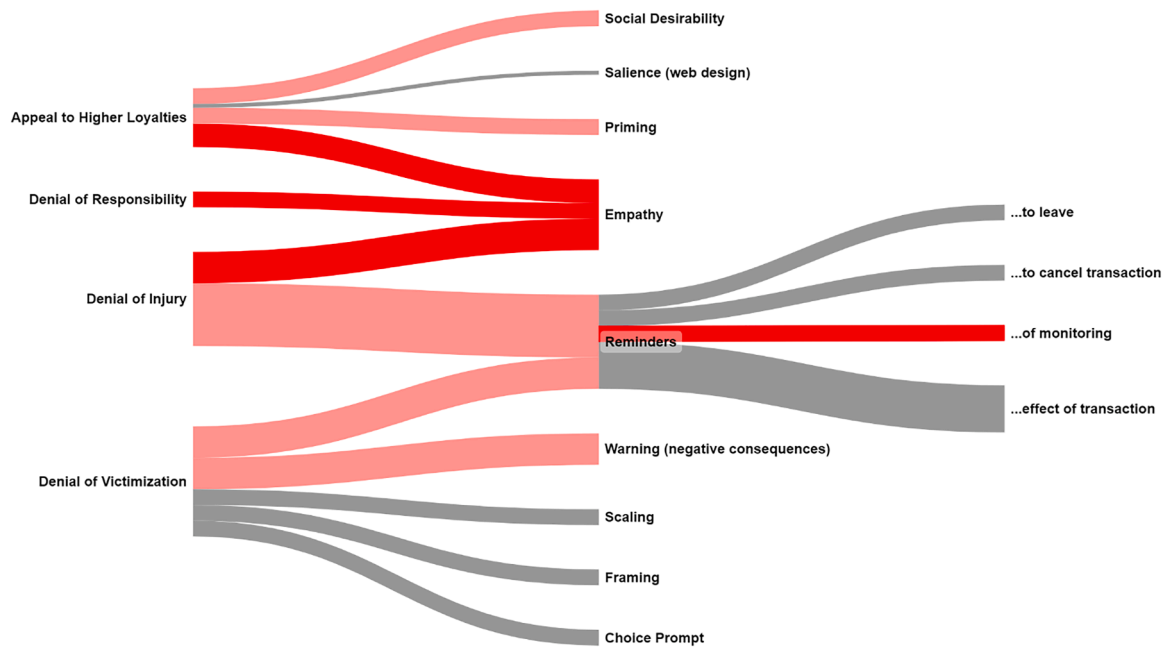 Appeal to Higher Loyalties
Denial of Responsibility
Denial of Injury
Denial of Victimization
Social Desirability
Salience (web design)
Priming
Empathy
Reminders
Warning (negative consequences)
Scaling
Framing
Choice Prompt
...to leave
...to cancel transaction
...of monitoring
...effect of transaction